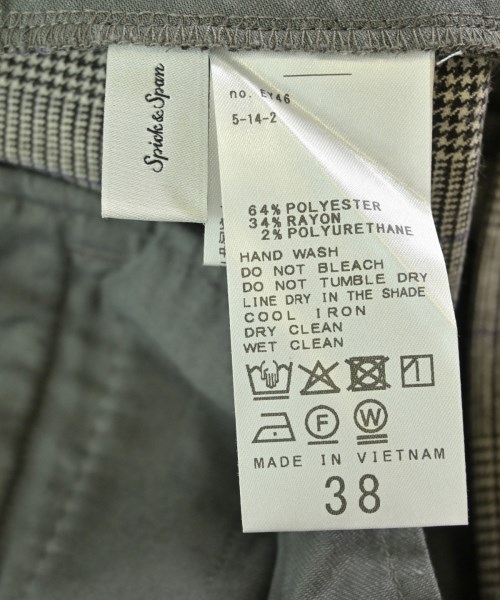 Spick & Span
no. EY46
5-14-2
64% POLYESTER
34% RAYON
2% POLYURETHANE
HAND WASH
DO NOT BLEACH
DO NOT TUMBLE DRY
LINE DRY IN THE SHADE
COOL IRON
DRY CLEAN
WET CLEAN
F W
MADE IN VIETNAM
38